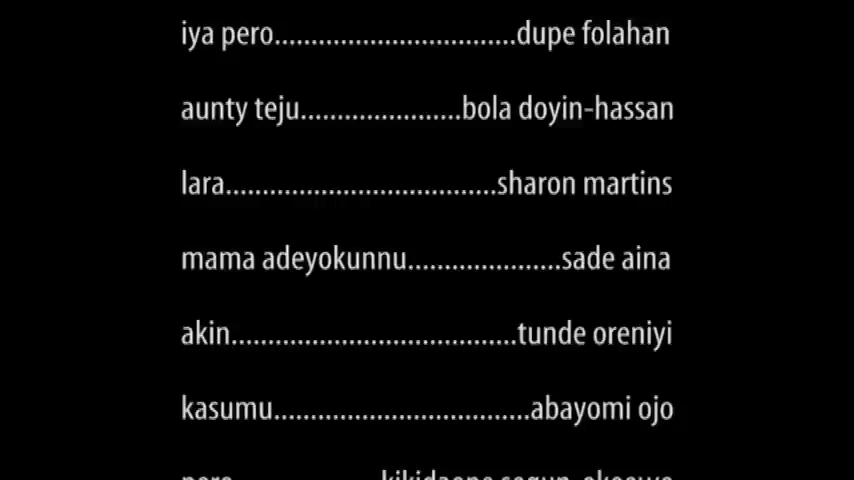 iya pero.................................dupe folahan
aunty teju......................bola doyin-hassan
lara.....................................sharon martins
mama adeyokunnu.....................sade aina
akin.......................................tunde oreniyi
kasumu...................................abayomi ojo